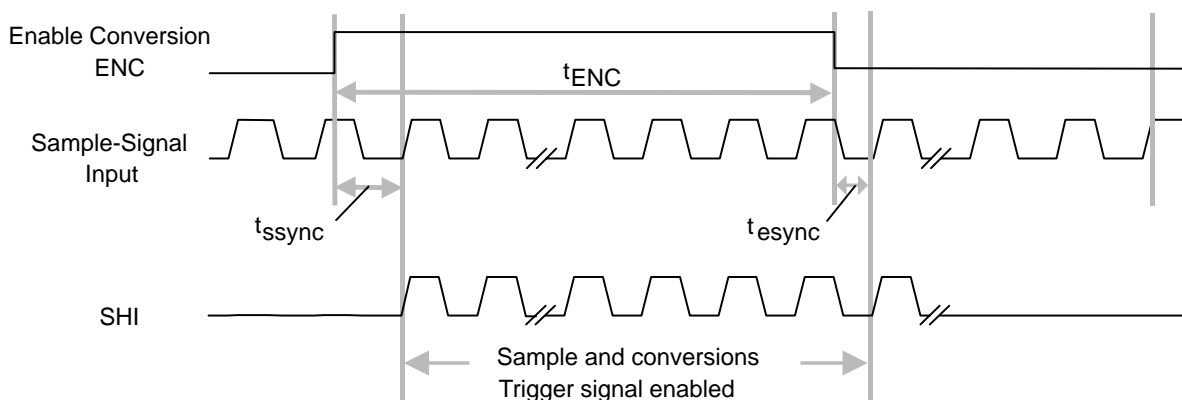 Enable Conversion
ENC
tENC
Sample-Signal
Input
tssync
tesync
SHI
Sample and conversions
Trigger signal enabled